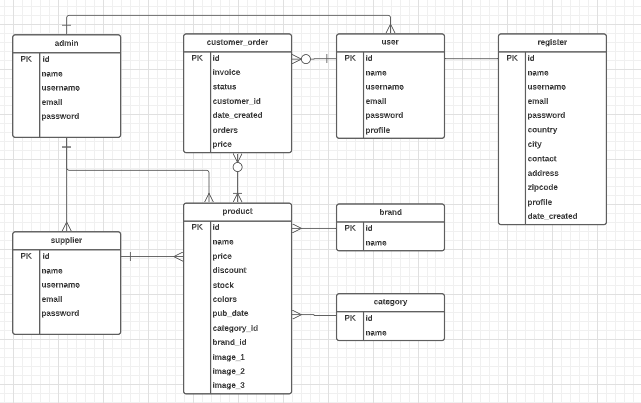 admin
PK id
name
username
email
password
customer_order
PK id
invoice
status
customer_id
date_created
orders
price
user
PK id
name
username
email
password
profile
register
PK id
name
username
email
password
country
city
contact
address
zipcode
profile
date_created
supplier
PK id
name
username
email
password
product
PK id
name
price
discount
stock
colors
pub_date
category_id
brand_id
image_1
image_2
image_3
brand
PK id
name
category
PK id
name